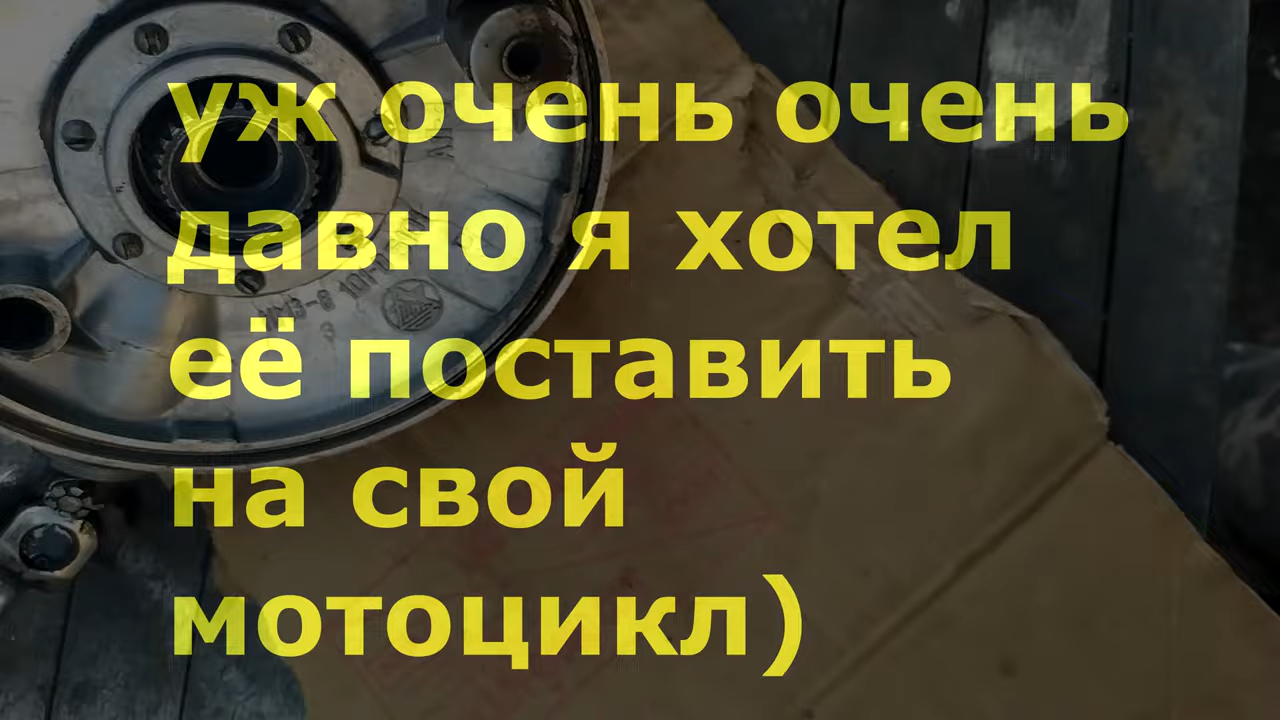 уж очень очень
давно я хотел
её поставить
на свой
мотоцикл)